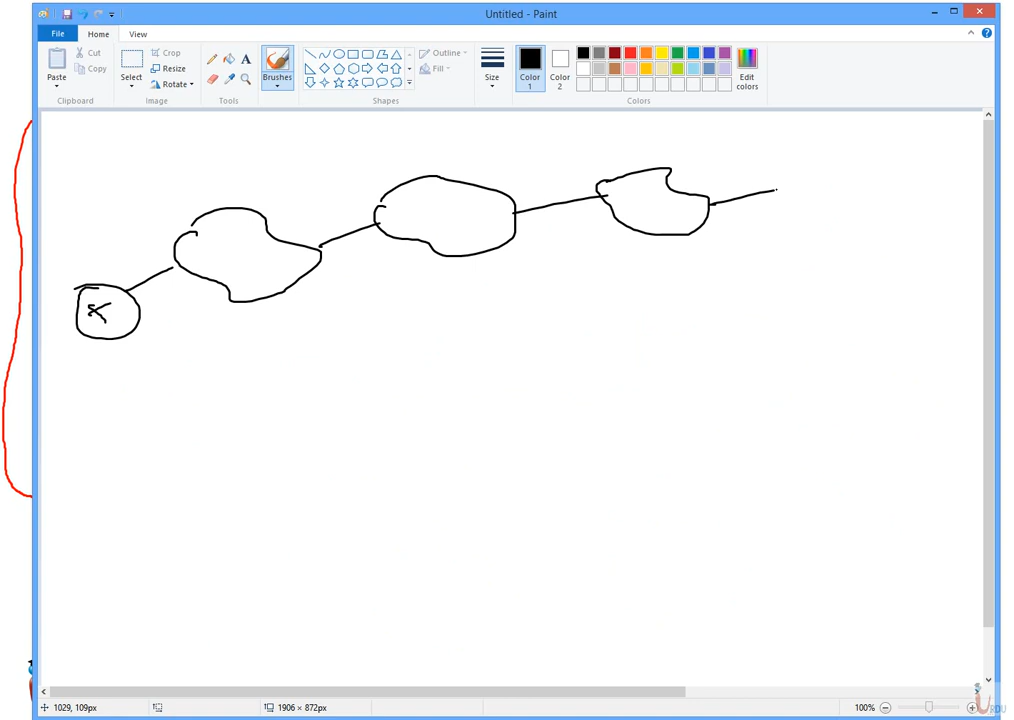 Untitled - Paint
File
Home
View
Paste
Cut
Copy
Clipboard
Select
Crop
Resize
Rotate
Image
A
Tools
Brushes
Outline
Fill
Shapes
Size
Color 1
Color 2
Edit colors
Colors
x
1029, 109px
1906 × 872px
100%
URDU